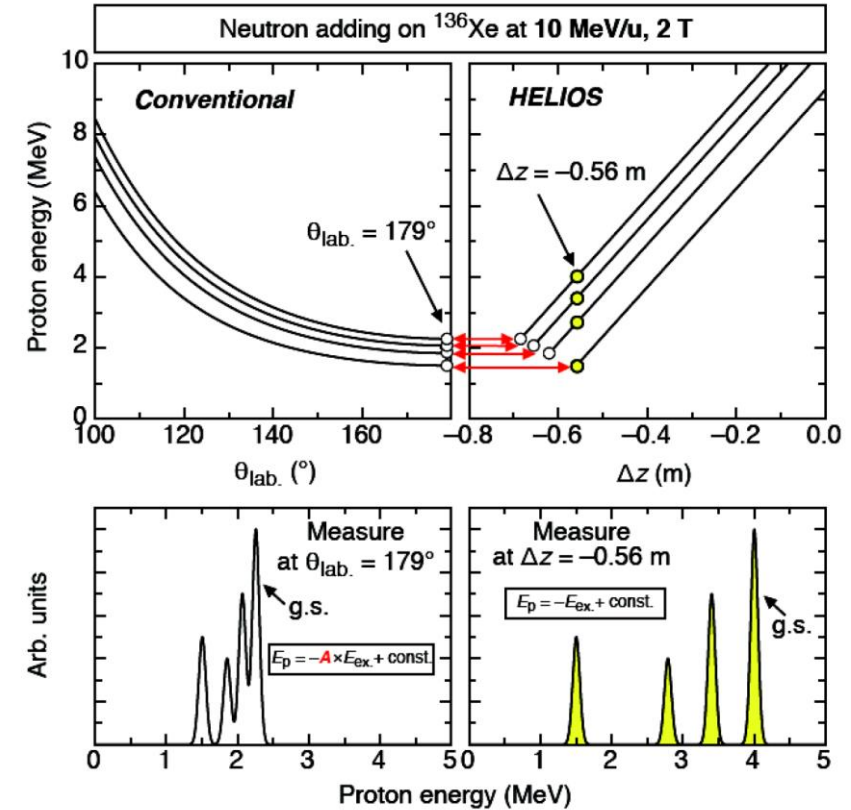 Neutron adding on ¹³⁶Xe at 10 MeV/u, 2 T
Proton energy (MeV)
10
8
6
4
2
0
Conventional
θlab. = 179°
100
120
140
160
θlab. (°)
HELIOS
Δz = −0.56 m
−0.8
−0.6
−0.4
−0.2
0.0
Δz (m)
Arb. units
Measure
at θlab. = 179°
g.s.
Ep = −A×Eex.+ const.
0
1
2
3
4
5
Measure
at Δz = −0.56 m
Ep = −Eex.+ const.
g.s.
0
1
2
3
4
5
Proton energy (MeV)